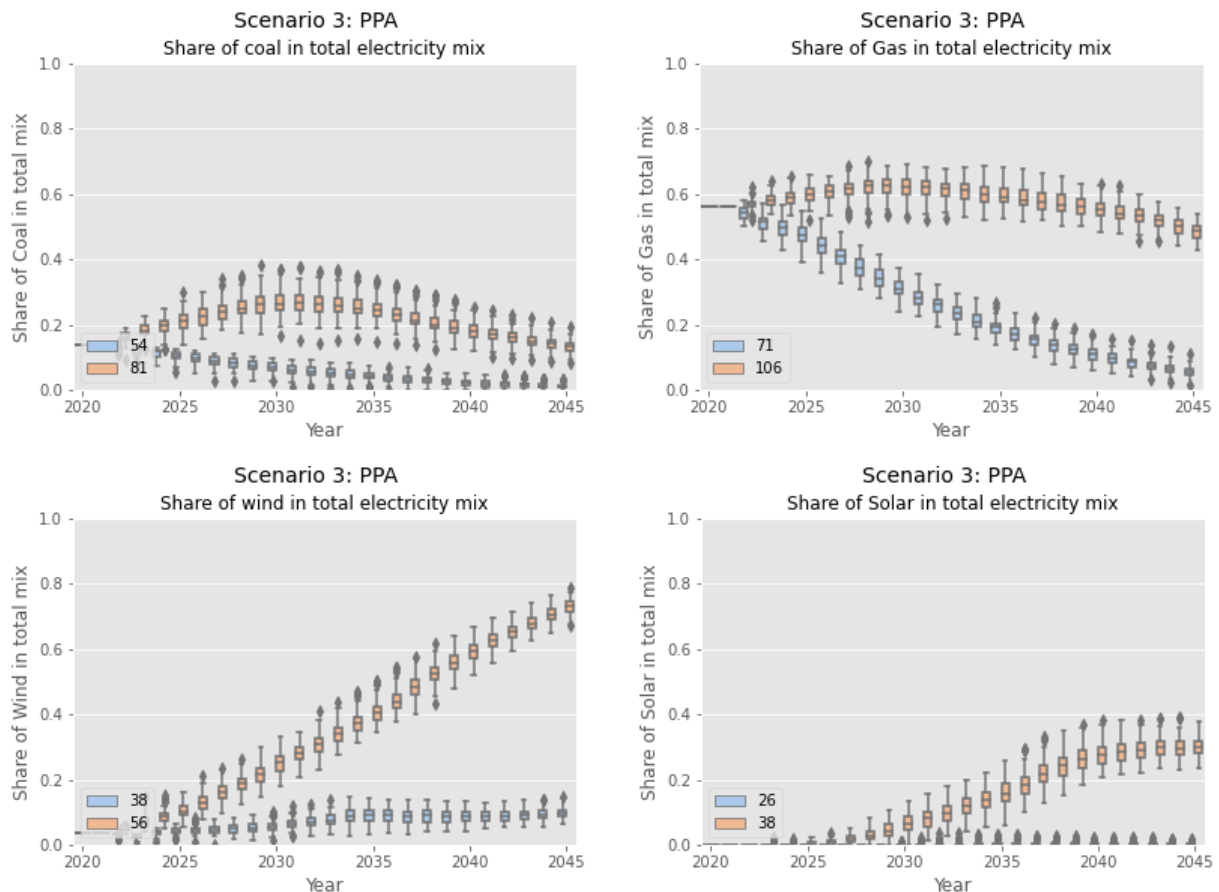 Scenario 3: PPA
Share of coal in total electricity mix
Share of Coal in total mix
1.0
0.8
0.6
0.4
0.2
0.0
54
81
2020 2025 2030 2035 2040 2045
Year
Scenario 3: PPA
Share of Gas in total electricity mix
Share of Gas in total mix
1.0
0.8
0.6
0.4
0.2
0.0
71
106
2020 2025 2030 2035 2040 2045
Year
Scenario 3: PPA
Share of wind in total electricity mix
Share of Wind in total mix
1.0
0.8
0.6
0.4
0.2
0.0
38
56
2020 2025 2030 2035 2040 2045
Year
Scenario 3: PPA
Share of Solar in total electricity mix
Share of Solar in total mix
1.0
0.8
0.6
0.4
0.2
0.0
26
38
2020 2025 2030 2035 2040 2045
Year